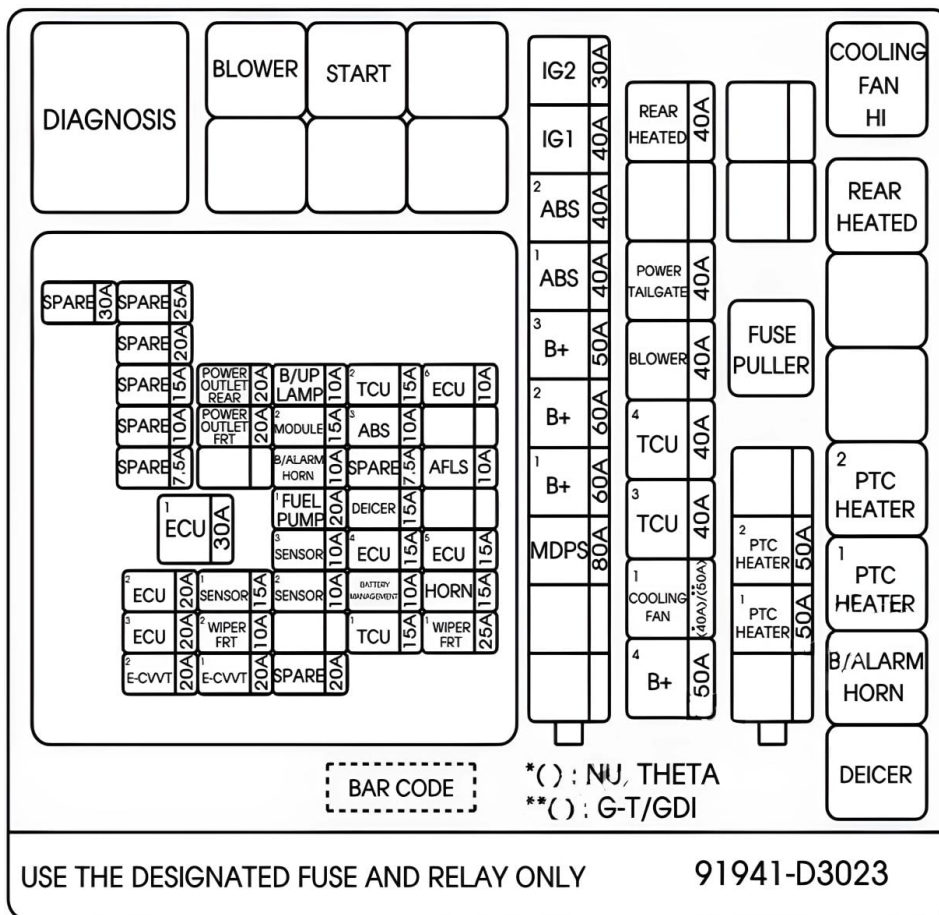 DIAGNOSIS
BLOWER
START
SPARE 30A
SPARE 25A
SPARE 20A
SPARE 15A
POWER
OUTLET
REAR
20A
B/UP
LAMP
10A
2 TCU 15A
6 ECU 10A
SPARE 10A
POWER
OUTLET
FRT
20A
2 MODULE 15A
3 ABS 10A
SPARE 7.5A
B/ALARM
HORN
10A
SPARE 7.5A
AFLS 10A
1 ECU 30A
1 FUEL
PUMP
20A
DEICER 15A
3 SENSOR 10A
4 ECU 15A
5 ECU 15A
2 ECU 20A
1 SENSOR 15A
2 SENSOR 10A
BATTERY
MANAGEMENT
10A
HORN 15A
3 ECU 20A
2 WIPER
FRT
10A
1 TCU 15A
1 WIPER
FRT
25A
2 E-CVVT 20A
1 E-CVVT 20A
SPARE 20A
IG2 30A
IG1 40A
2 ABS 40A
1 ABS 40A
3 B+ 50A
2 B+ 60A
1 B+ 60A
MDPS 80A
REAR
HEATED
40A
POWER
TAILGATE
40A
BLOWER 40A
4 TCU 40A
3 TCU 40A
1 COOLING
FAN
*(40A)/**(50A)
4 B+ 50A
FUSE
PULLER
2 PTC
HEATER
50A
1 PTC
HEATER
50A
COOLING
FAN
HI
REAR
HEATED
2
PTC
HEATER
1
PTC
HEATER
B/ALARM
HORN
DEICER
BAR CODE
*( ) : NU, THETA
**( ) : G-T/GDI
USE THE DESIGNATED FUSE AND RELAY ONLY
91941-D3023